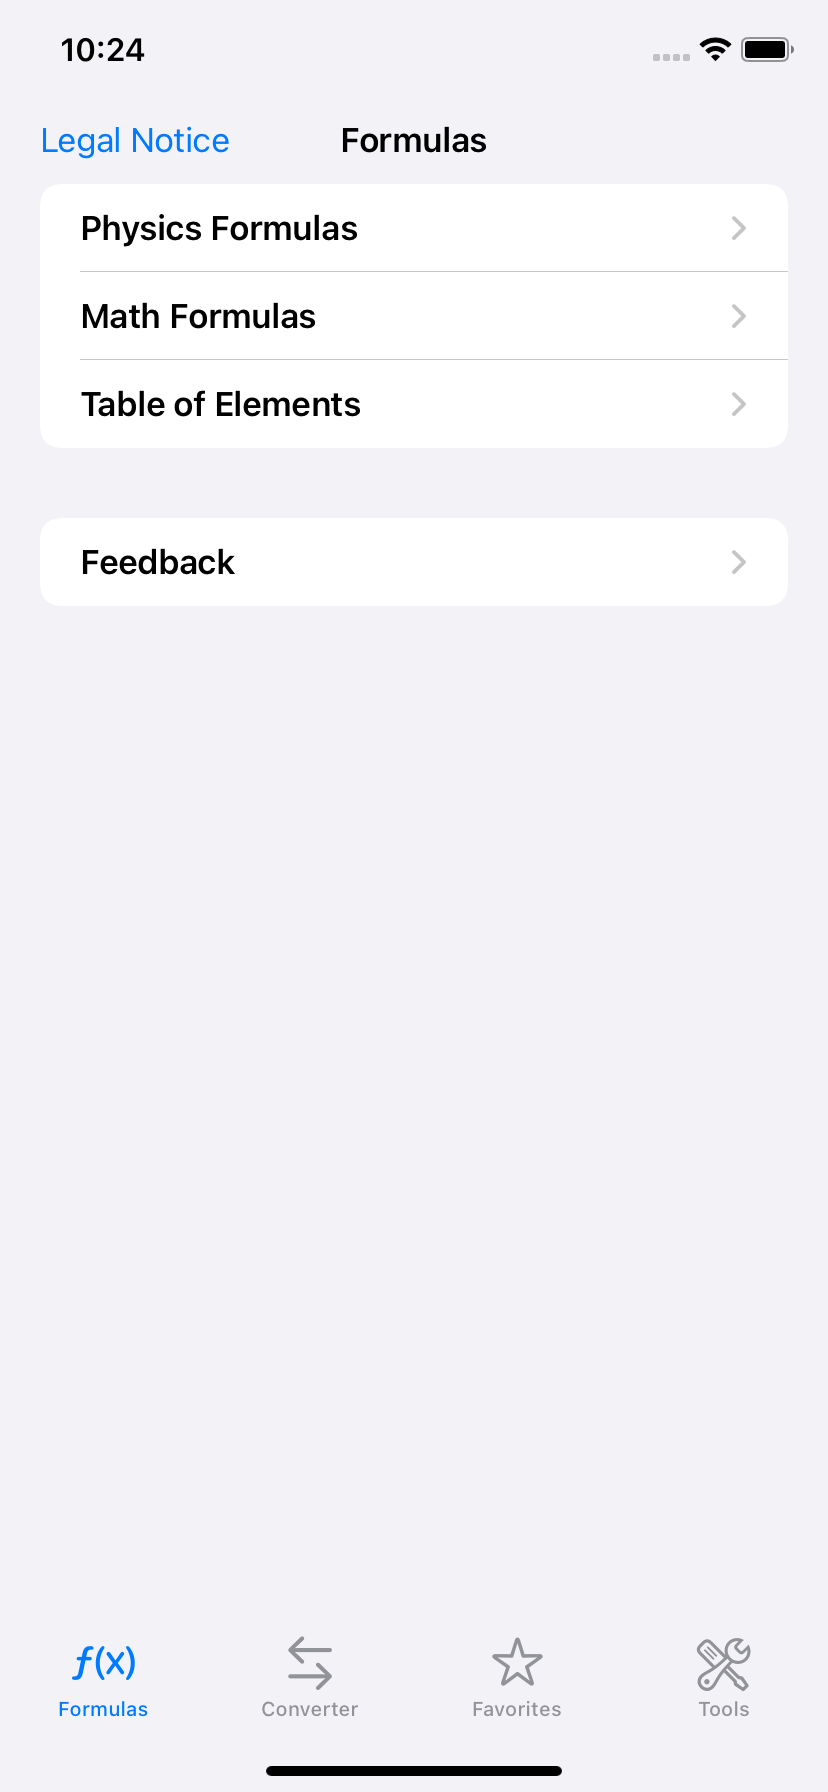 10:24
Legal Notice Formulas
Physics Formulas
Math Formulas
Table of Elements
Feedback
f(x)
Formulas Converter Favorites Tools